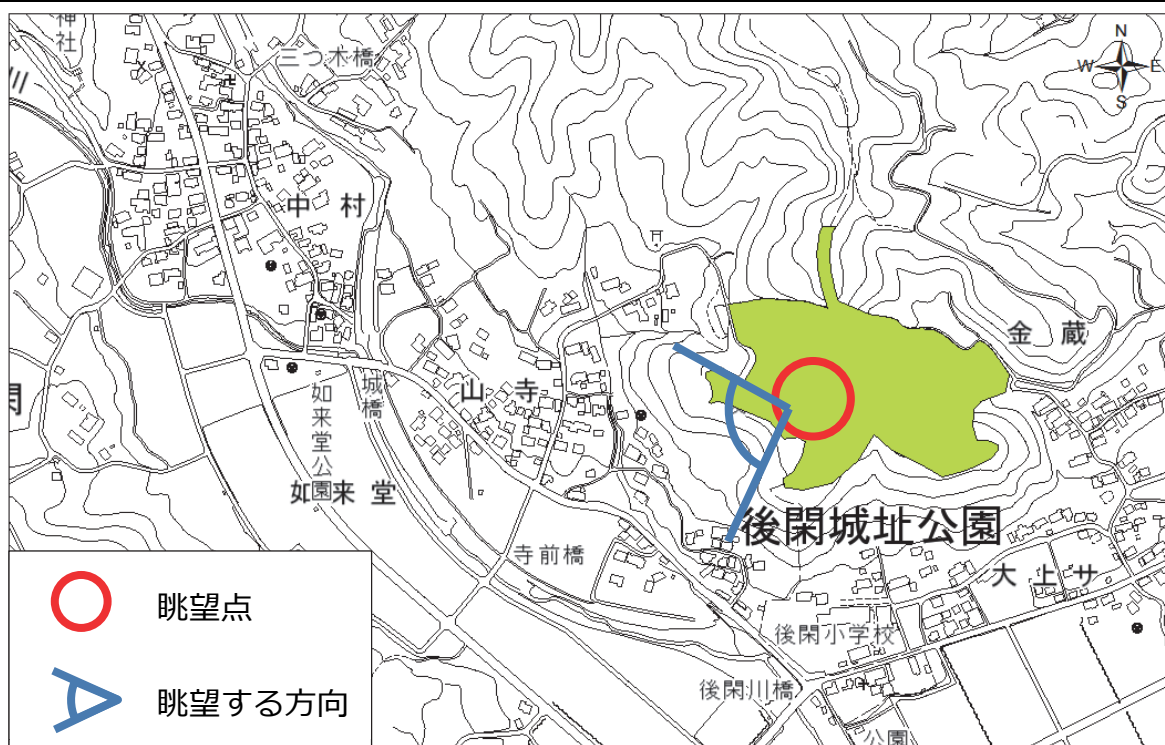 神社
三つ木橋
N
W
E
S
中村
金蔵
山寺
城橋
如来堂公園
如来堂
後閑城址公園
寺前橋
大上サ
後閑小学校
後閑川橋
公園
眺望点
眺望する方向